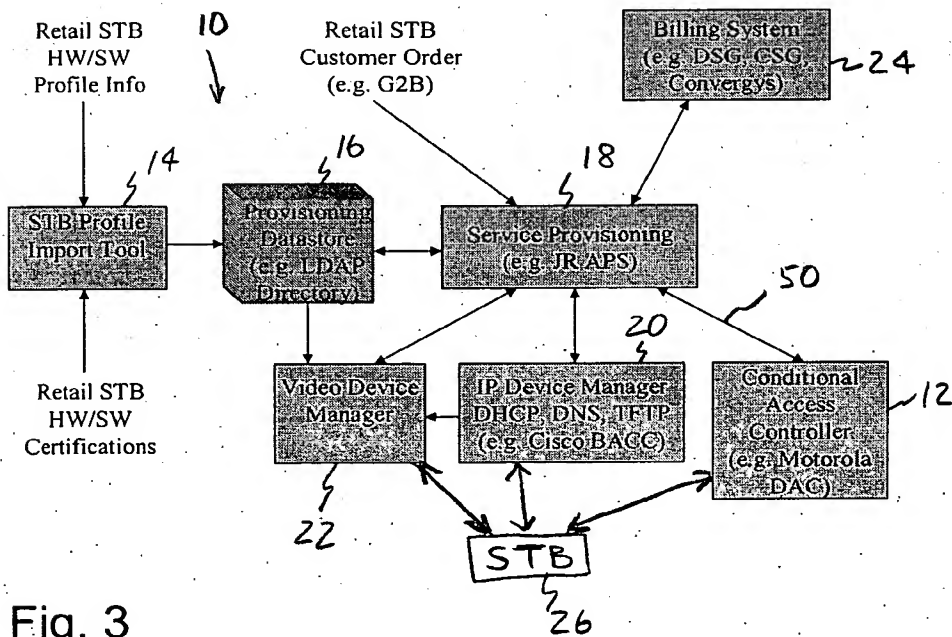 Retail STB
HW/SW
Profile Info
10
Retail STB
Customer Order
(e.g. G2B)
Billing System
(e.g. DSG, CSG,
Convergys)
24
14
STB Profile
Import Tool
16
Provisioning
Datastore
(e.g. LDAP
Directory)
18
Service Provisioning
(e.g. JR APS)
50
Retail STB
HW/SW
Certifications
Video Device
Manager
22
20
IP Device Manager
DHCP, DNS, TFTP
(e.g. Cisco BACC)
Conditional
Access
Controller
(e.g. Motorola
DAC)
12
STB
26
Fig. 3